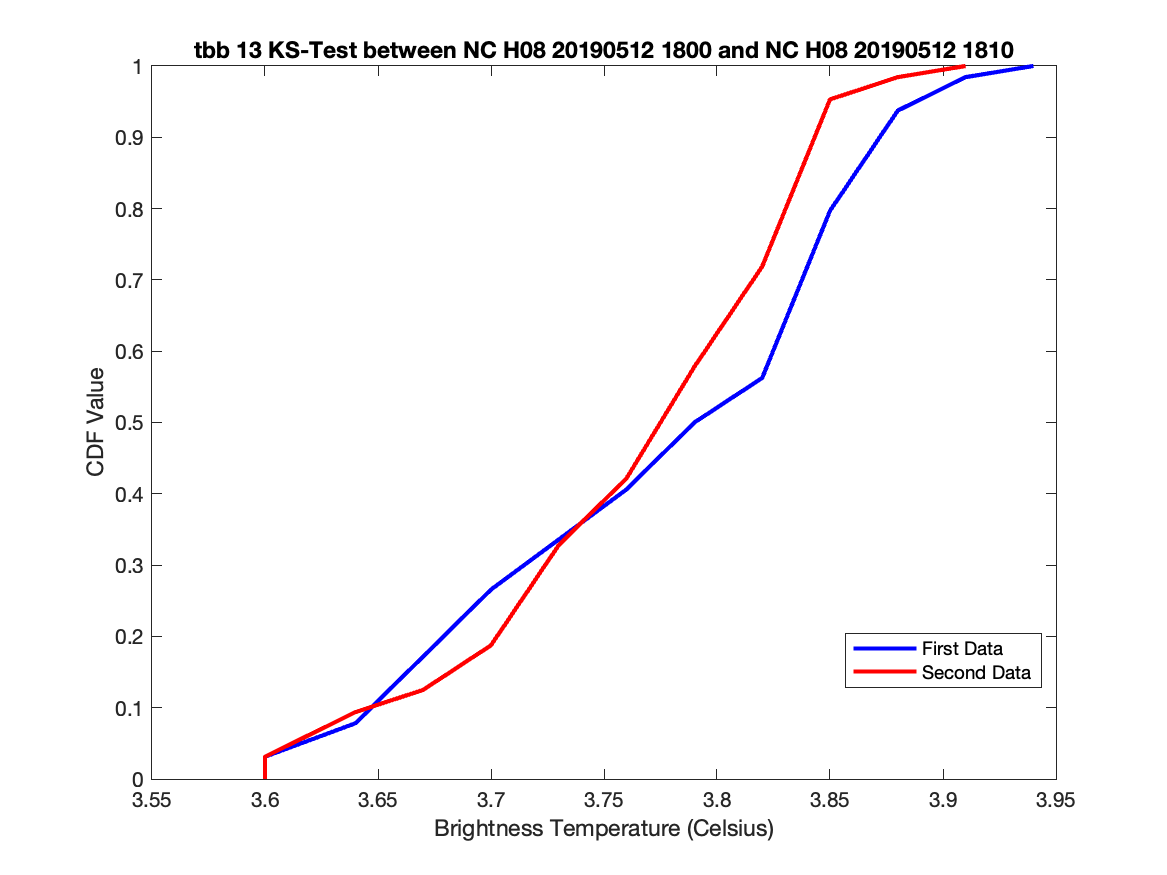 tbb 13 KS-Test between NC H08 20190512 1800 and NC H08 20190512 1810
1
0.9
0.8
0.7
0.6
0.5
0.4
0.3
0.2
0.1
0
CDF Value
First Data
Second Data
3.55 3.6 3.65 3.7 3.75 3.8 3.85 3.9 3.95
Brightness Temperature (Celsius)